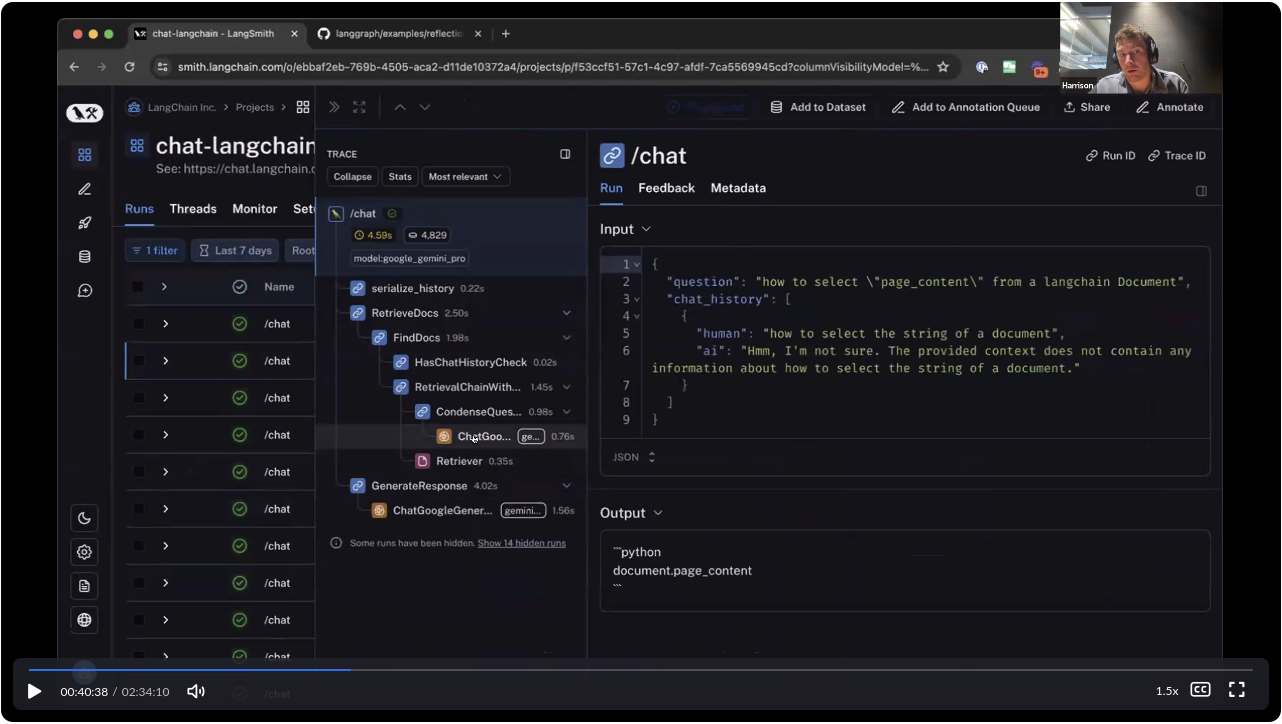 chat-langchain - LangSmith
langgraph/examples/reflectio
smith.langchain.com/o/ebbaf2eb-769b-4505-aca2-d11de10372a4/projects/p/f53ccf51-57c1-4c97-afdf-7ca5569945cd?columnVisibilityModel=%...
9+
Harrison
LangChain Inc.
Projects
Playground
Add to Dataset
Add to Annotation Queue
Share
Annotate
chat-langchain
See: https://chat.langchain.c
Runs
Threads
Monitor
Set
1 filter
Last 7 days
Root
Name
/chat
/chat
/chat
/chat
/chat
/chat
/chat
/chat
/chat
/chat
/chat
TRACE
Collapse
Stats
Most relevant
/chat
4.59s
4,829
model:google_gemini_pro
serialize_history 0.22s
RetrieveDocs 2.50s
FindDocs 1.98s
HasChatHistoryCheck 0.02s
RetrievalChainWith... 1.45s
CondenseQues... 0.98s
ChatGoo... ge... 0.76s
Retriever 0.35s
GenerateResponse 4.02s
ChatGoogleGener... gemini... 1.56s
Some runs have been hidden. Show 14 hidden runs
/chat
Run ID
Trace ID
Run
Feedback
Metadata
Input
1 {
2 "question": "how to select \"page_content\" from a langchain Document",
3 "chat_history": [
4 {
5 "human": "how to select the string of a document",
6 "ai": "Hmm, I'm not sure. The provided context does not contain any
information about how to select the string of a document."
7 }
8 ]
9 }
JSON
Output
```python
document.page_content
```
00:40:38 / 02:34:10
1.5x
CC